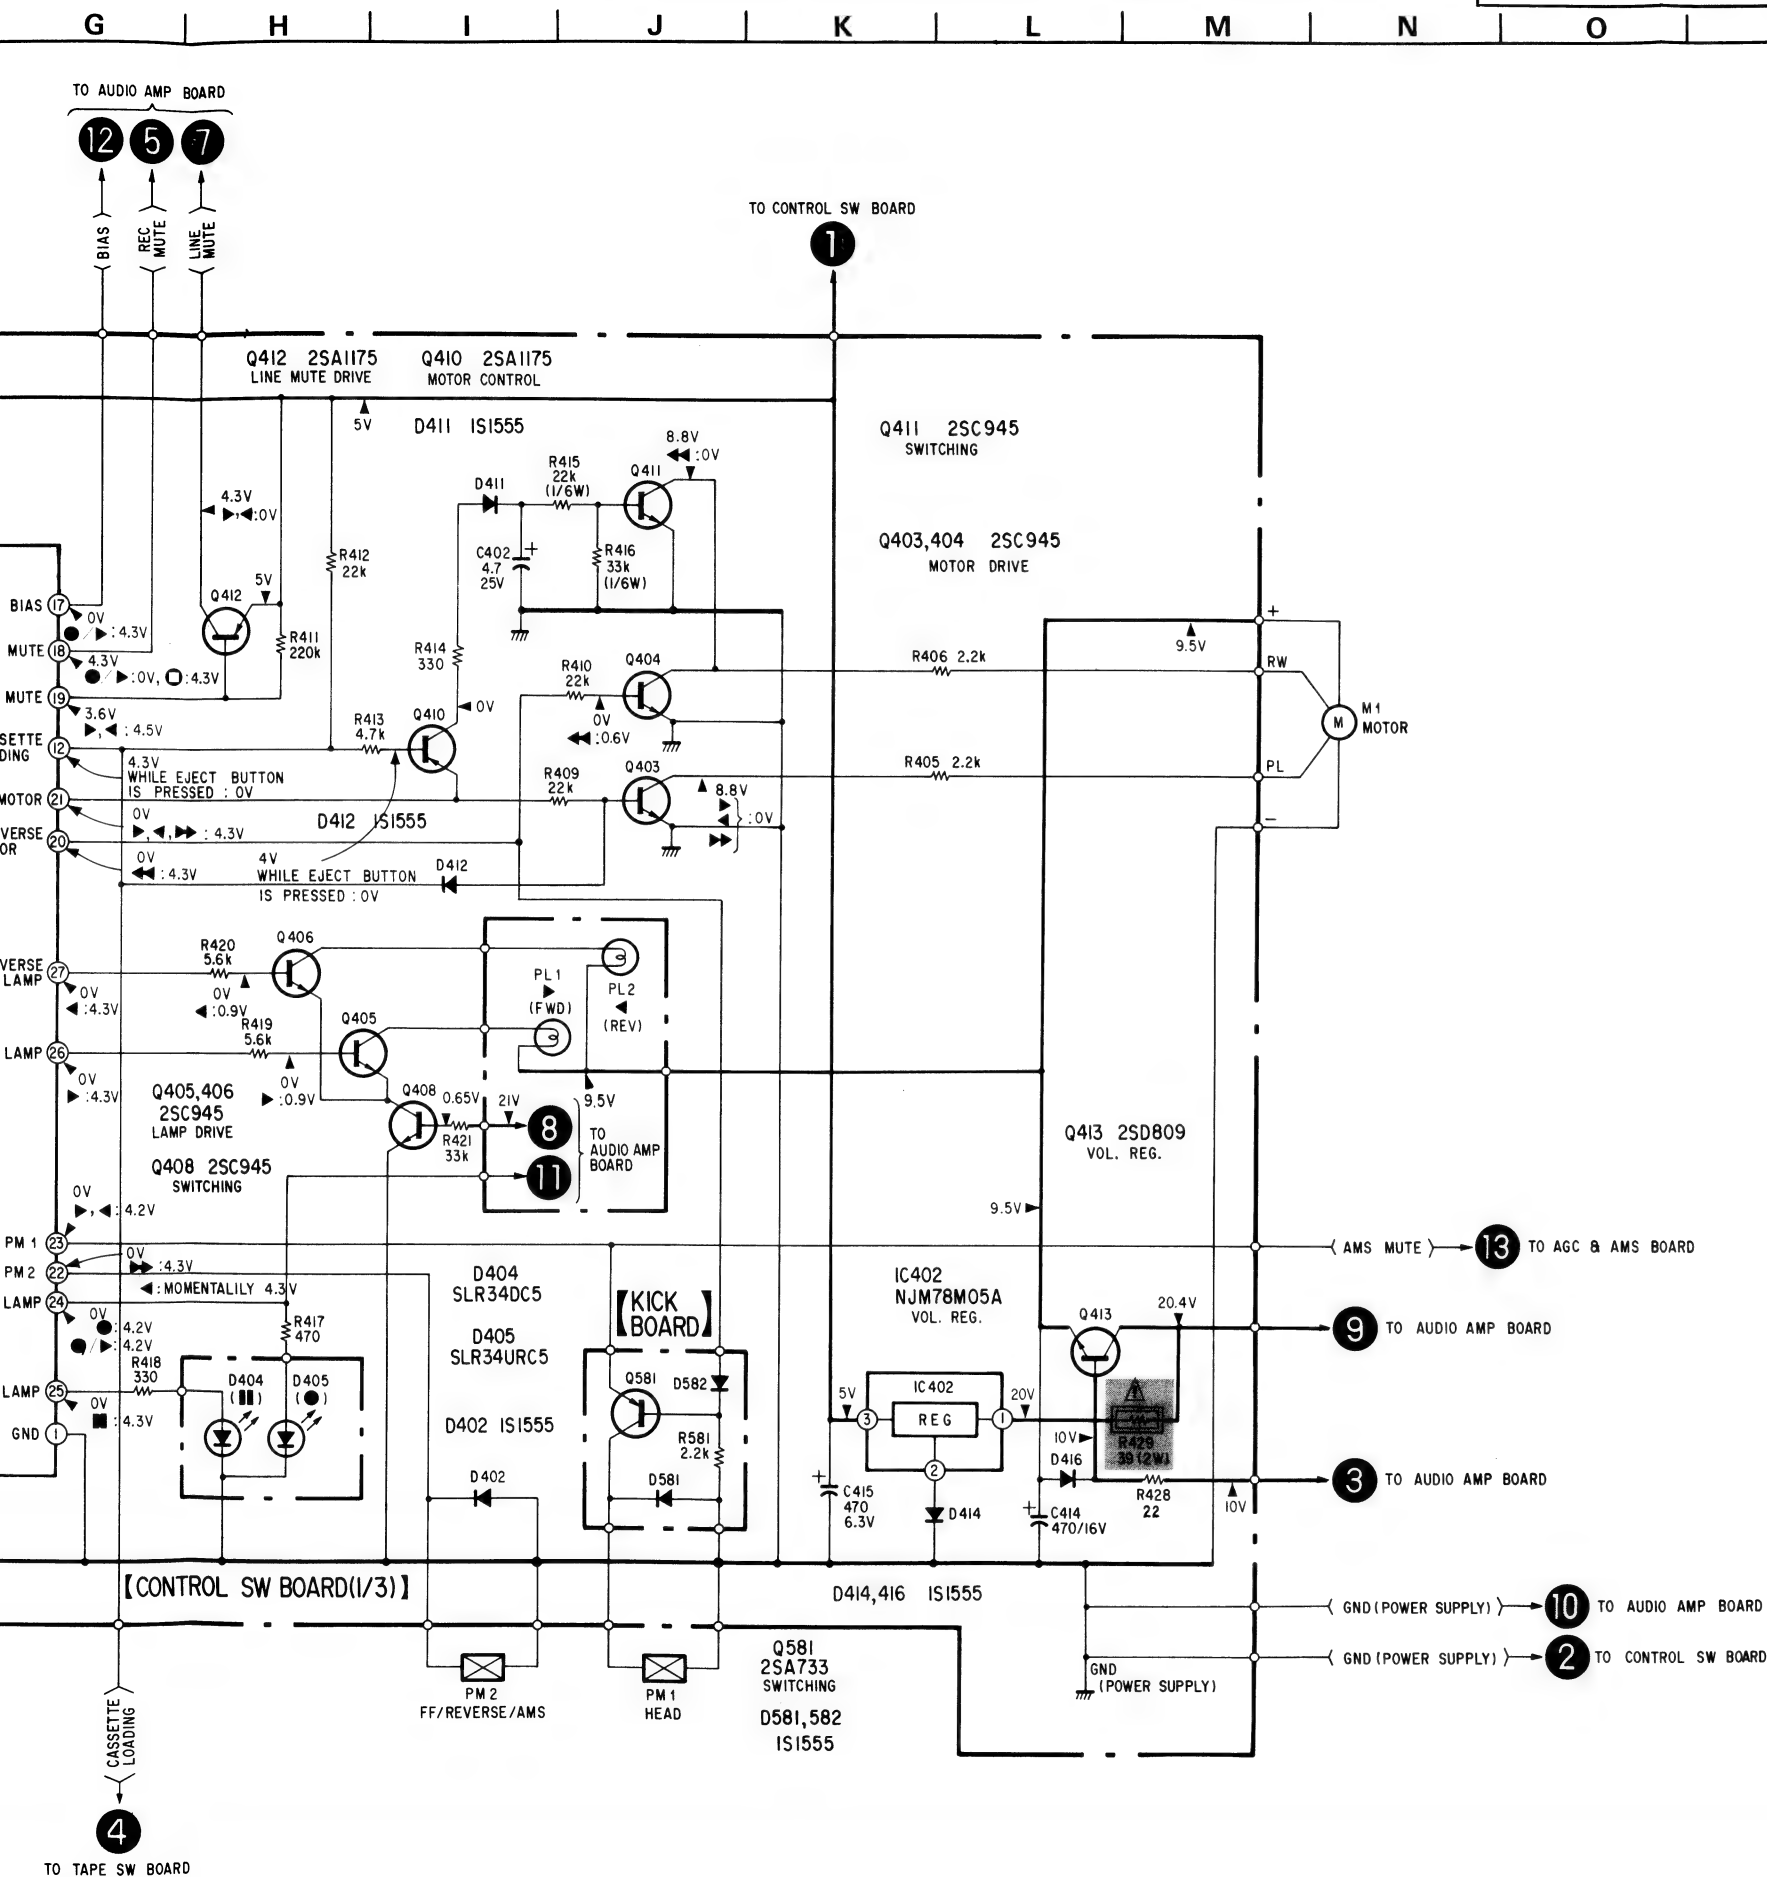 G H I J K L M N O
TO AUDIO AMP BOARD
12 5 7
BIAS
REC MUTE
LINE MUTE
TO CONTROL SW BOARD
1
Q412 2SA1175
LINE MUTE DRIVE
Q410 2SA1175
MOTOR CONTROL
5V
D411 IS1555
Q411 2SC945
SWITCHING
8.8V
◀◀ :0V
R415
22k
(1/6W)
Q411
D411
4.3V
▶,◀:0V
R412
22k
C402
4.7
25V
+
R416
33k
(1/6W)
Q403,404 2SC945
MOTOR DRIVE
5V
Q412
BIAS 17
0V
●/▶:4.3V
R411
220k
MUTE 18
4.3V
●/▶:0V, ■:4.3V
R414
330
R410
22k
Q404
R406 2.2k
9.5V
+
RW
MUTE 19
3.6V
▶,◀ : 4.5V
R413
4.7k
Q410
0V
0V
◀◀:0.6V
M
M1
MOTOR
SETTE
DING 12
4.3V
WHILE EJECT BUTTON
IS PRESSED : 0V
R409
22k
Q403
R405 2.2k
PL
8.8V
▶
◀
▶▶
:0V
MOTOR 21
0V
▶,◀,▶▶ : 4.3V
D412 IS1555
−
VERSE
OR 20
0V
◀◀ :4.3V
4V
WHILE EJECT BUTTON
IS PRESSED : 0V
D412
R420
5.6k
Q406
VERSE
LAMP 27
0V
◀:4.3V
0V
◀:0.9V
PL1
▶
(FWD)
PL2
◀
(REV)
R419
5.6k
Q405
LAMP 26
0V
▶:4.3V
0V
▶:0.9V
Q405,406
2SC945
LAMP DRIVE
Q408
0.65V
21V
9.5V
R421
33k
8
11
TO
AUDIO AMP
BOARD
Q413 2SD809
VOL. REG.
Q408 2SC945
SWITCHING
0V
▶, ◀:4.2V
9.5V
PM 1 23
AMS MUTE
13 TO AGC & AMS BOARD
PM 2 22
0V
▶▶ :4.3V
◀:MOMENTALILY 4.3V
D404
SLR34DC5
IC402
NJM78M05A
VOL. REG.
LAMP 24
0V
●:4.2V
●/▶:4.2V
R417
470
【KICK
BOARD】
20.4V
Q413
9 TO AUDIO AMP BOARD
D405
SLR34URC5
R418
330
D404
(❚❚)
D405
(●)
Q581
D582
LAMP 25
0V
❚❚ : 4.3V
IC402
REG
5V
3
1
2
20V
R429
39(2W)
D402 IS1555
R581
2.2k
10V
GND 1
D416
D402
D581
C415
470
6.3V
+
D414
C414
470/16V
+
R428
22
10V
3 TO AUDIO AMP BOARD
【CONTROL SW BOARD(1/3)】
D414,416 IS1555
GND (POWER SUPPLY)
10 TO AUDIO AMP BOARD
GND (POWER SUPPLY)
2 TO CONTROL SW BOARD
GND
(POWER SUPPLY)
PM 2
FF/REVERSE/AMS
PM 1
HEAD
Q581
2SA733
SWITCHING
D581,582
IS1555
CASSETTE
LOADING
4
TO TAPE SW BOARD